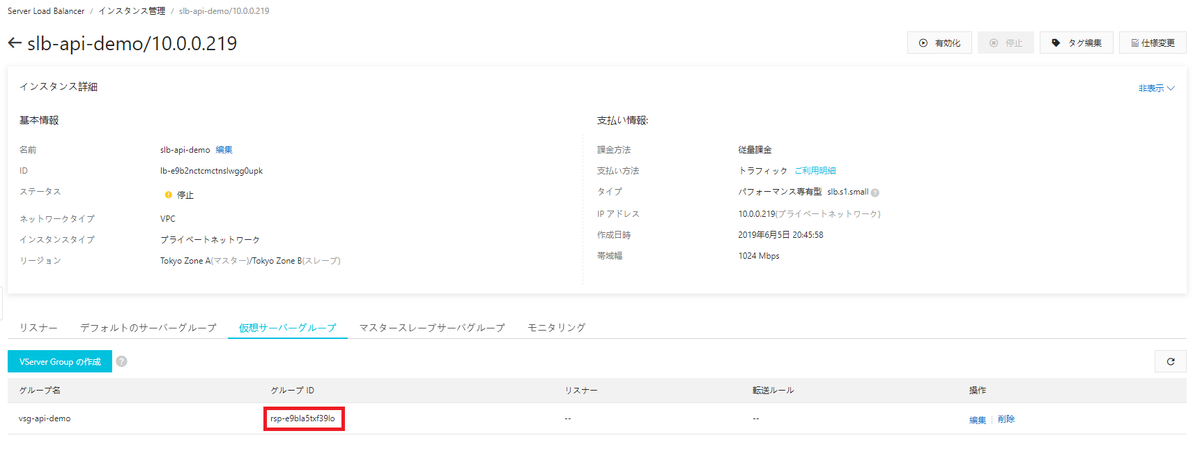 Server Load Balancer / インスタンス管理 / slb-api-demo/10.0.0.219
← slb-api-demo/10.0.0.219
有効化 停止 タグ編集 仕様変更
インスタンス詳細 非表示
基本情報 支払い情報:
名前 slb-api-demo 編集 課金方法 従量課金
ID lb-e9b2nctcmctnslwgg0upk 支払い方法 トラフィック ご利用明細
ステータス 停止 タイプ パフォーマンス専有型 slb.s1.small ?
ネットワークタイプ VPC IP アドレス 10.0.0.219(プライベートネットワーク)
インスタンスタイプ プライベートネットワーク 作成日時 2019年6月5日 20:45:58
リージョン Tokyo Zone A(マスター)/Tokyo Zone B(スレーブ) 帯域幅 1024 Mbps
リスナー デフォルトのサーバーグループ 仮想サーバーグループ マスタースレーブサーバグループ モニタリング
VServer Group の作成 ?
グループ名 グループ ID リスナー 転送ルール 操作
vsg-api-demo rsp-e9bla5txf39lo -- -- 編集 | 削除